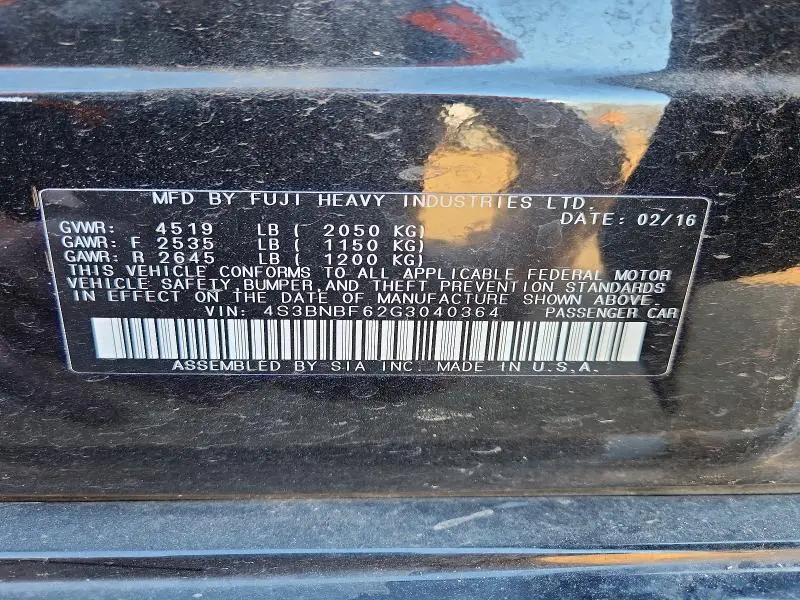 MFD BY FUJI HEAVY INDUSTRIES LTD.
DATE: 02/16
GVWR: 4519 LB ( 2050 KG)
GAWR: F 2535 LB ( 1150 KG)
GAWR: R 2645 LB ( 1200 KG)
THIS VEHICLE CONFORMS TO ALL APPLICABLE FEDERAL MOTOR
VEHICLE SAFETY, BUMPER, AND THEFT PREVENTION STANDARDS
IN EFFECT ON THE DATE OF MANUFACTURE SHOWN ABOVE.
VIN: 4S3BNBF62G3040364 PASSENGER CAR
ASSEMBLED BY SIA INC. MADE IN U.S.A.